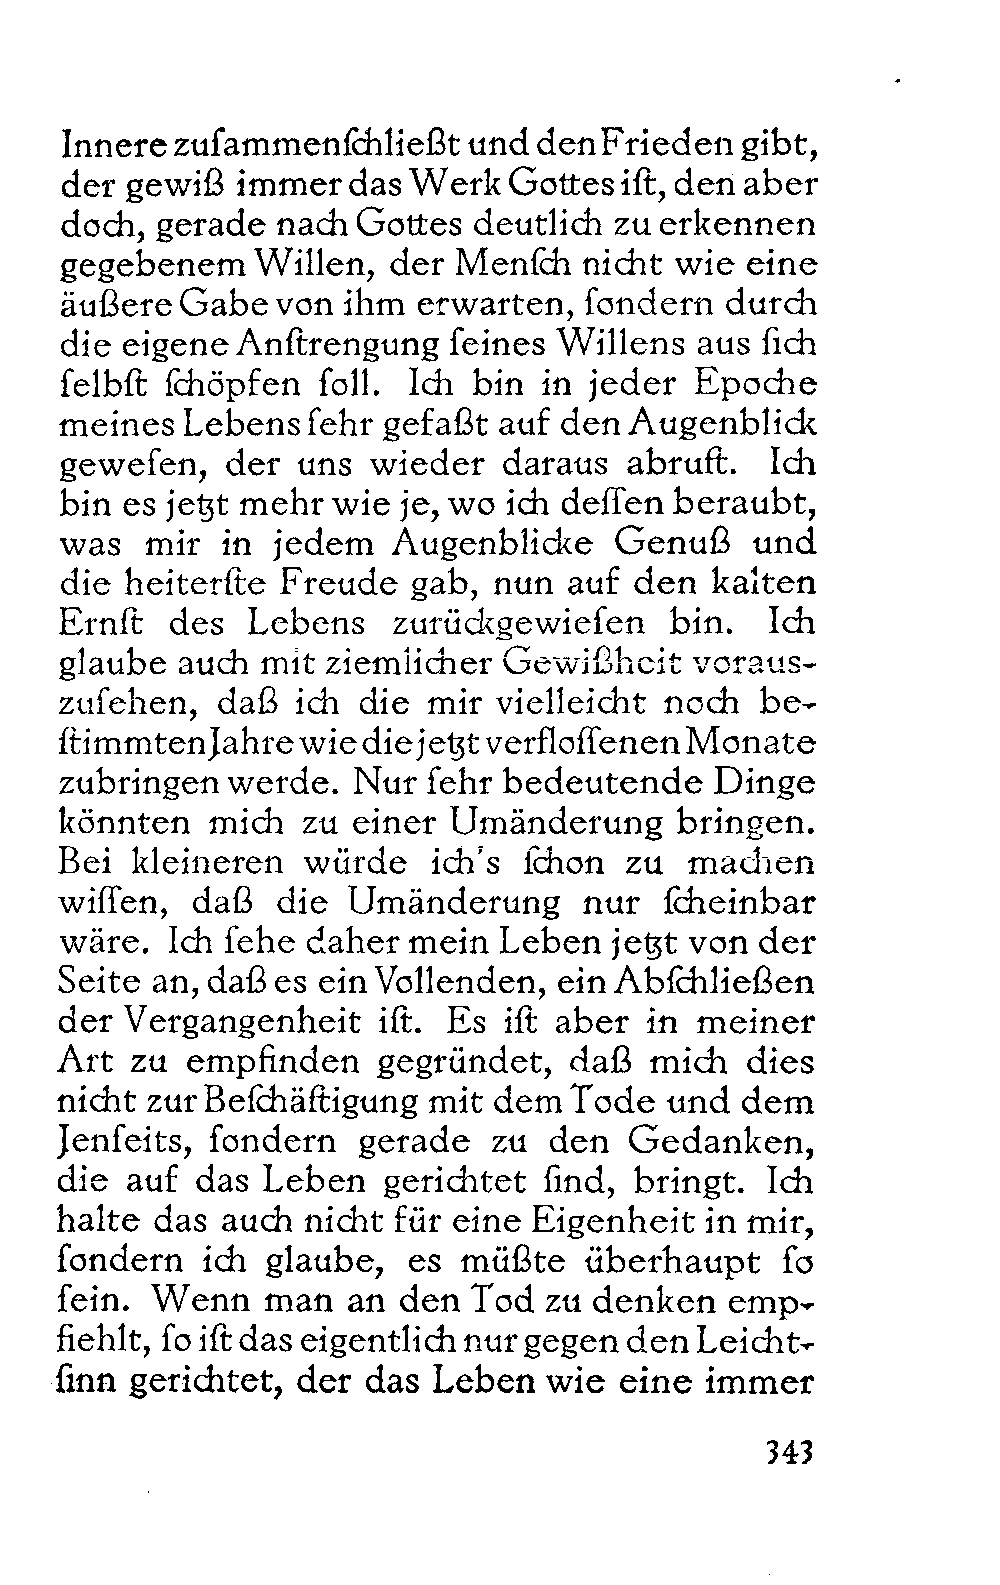 Innere zuſammenſchließt und den Frieden gibt,
der gewiß immer das Werk Gottes iſt, den aber
doch, gerade nach Gottes deutlich zu erkennen
gegebenem Willen, der Menſch nicht wie eine
äußere Gabe von ihm erwarten, ſondern durch
die eigene Anſtrengung ſeines Willens aus ſich
ſelbſt ſchöpfen ſoll. Ich bin in jeder Epoche
meines Lebens ſehr gefaßt auf den Augenblick
geweſen, der uns wieder daraus abruft. Ich
bin es jetzt mehr wie je, wo ich deſſen beraubt,
was mir in jedem Augenblicke Genuß und
die heiterſte Freude gab, nun auf den kalten
Ernſt des Lebens zurückgewieſen bin. Ich
glaube auch mit ziemlicher Gewißheit voraus-
zuſehen, daß ich die mir vielleicht noch be-
ſtimmten Jahre wie die jetzt verfloſſenen Monate
zubringen werde. Nur ſehr bedeutende Dinge
könnten mich zu einer Umänderung bringen.
Bei kleineren würde ich's ſchon zu machen
wiſſen, daß die Umänderung nur ſcheinbar
wäre. Ich ſehe daher mein Leben jetzt von der
Seite an, daß es ein Vollenden, ein Abſchließen
der Vergangenheit iſt. Es iſt aber in meiner
Art zu empfinden gegründet, daß mich dies
nicht zur Beſchäftigung mit dem Tode und dem
Jenſeits, ſondern gerade zu den Gedanken,
die auf das Leben gerichtet ſind, bringt. Ich
halte das auch nicht für eine Eigenheit in mir,
ſondern ich glaube, es müßte überhaupt ſo
ſein. Wenn man an den Tod zu denken emp-
fiehlt, ſo iſt das eigentlich nur gegen den Leicht-
ſinn gerichtet, der das Leben wie eine immer
343